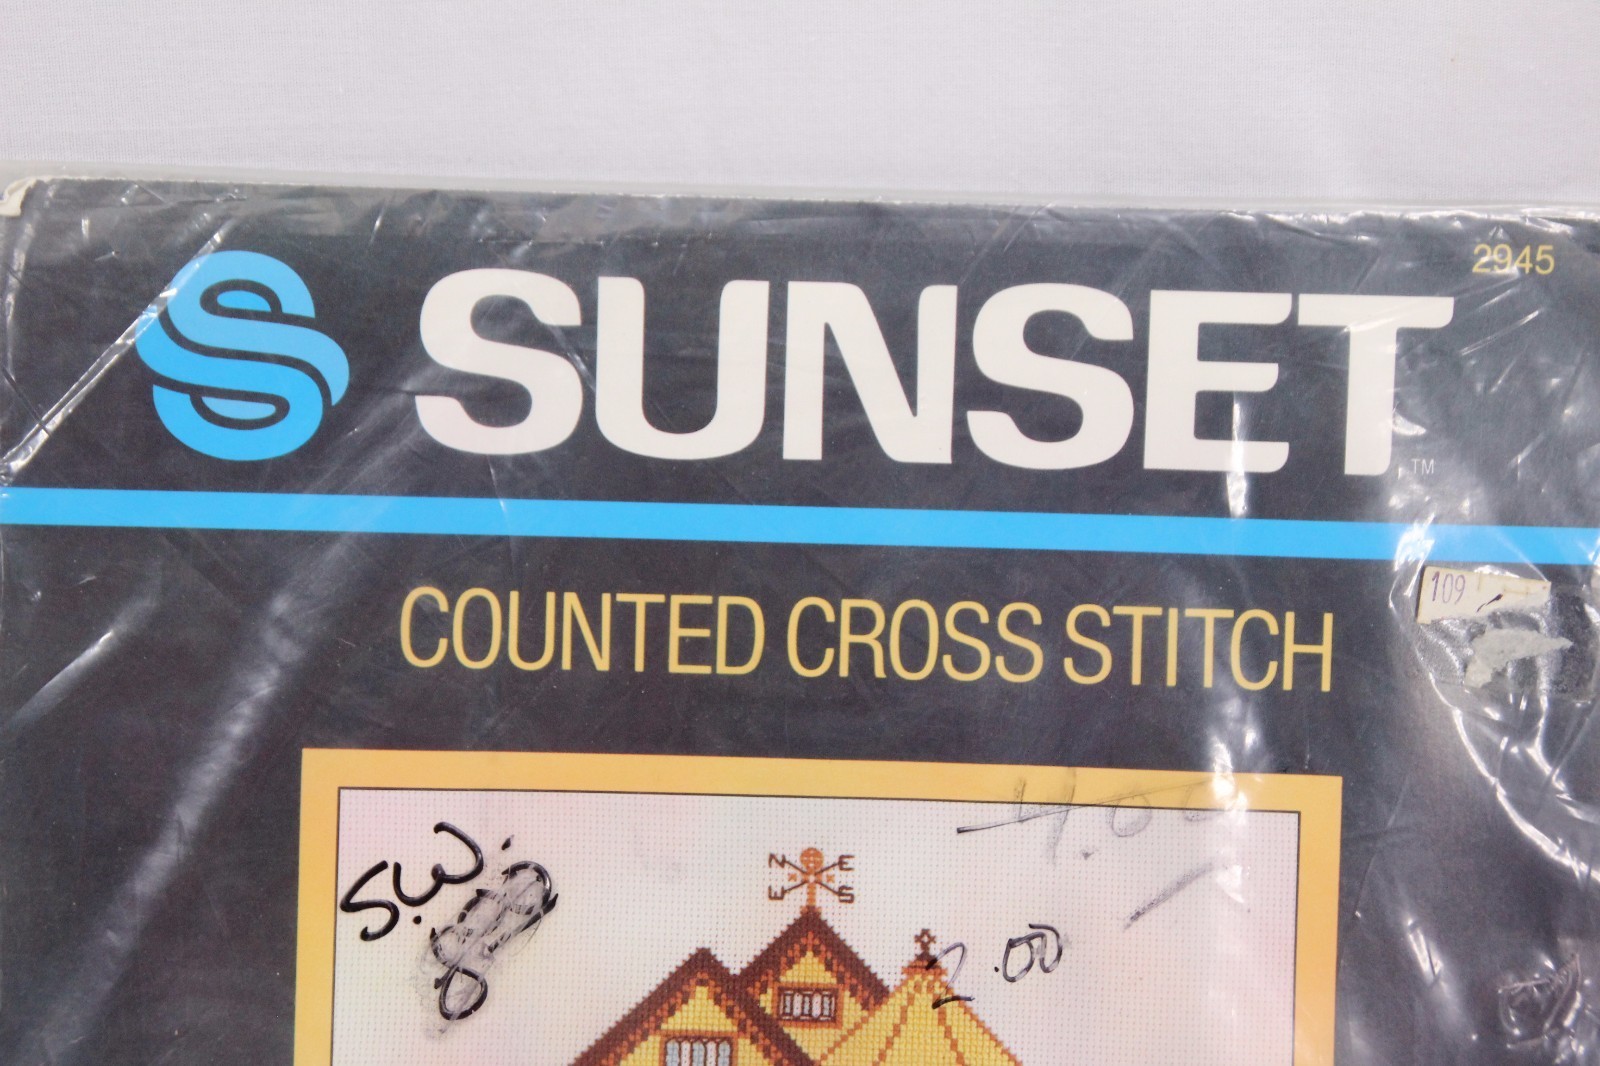 2945
SUNSET
TM
COUNTED CROSS STITCH
109
4.00
S.W.
N E
W S
2.00